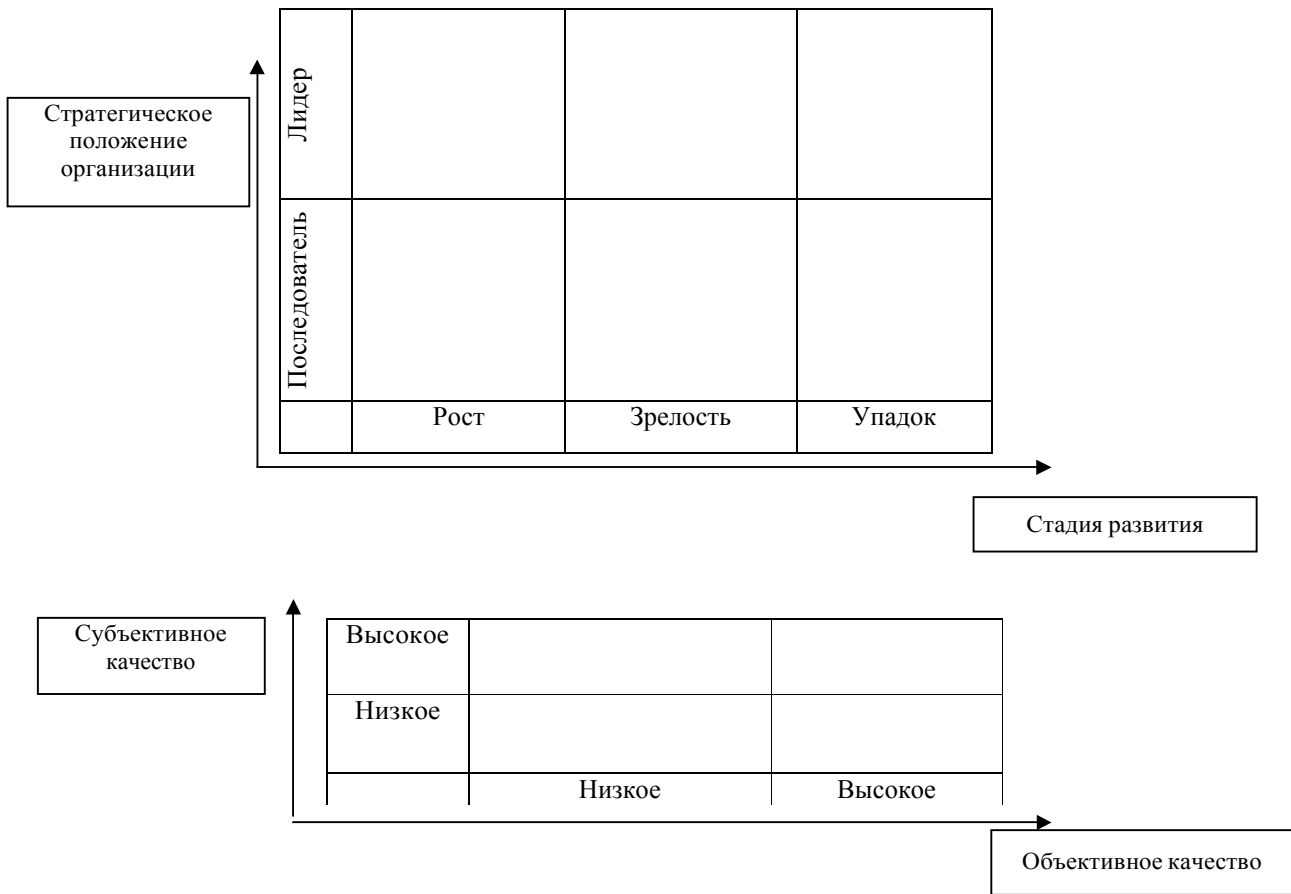 Стратегическое
положение
организации
Лидер
Последователь
Рост Зрелость Упадок
Стадия развития
Субъективное
качество
Высокое
Низкое
Низкое Высокое
Объективное качество